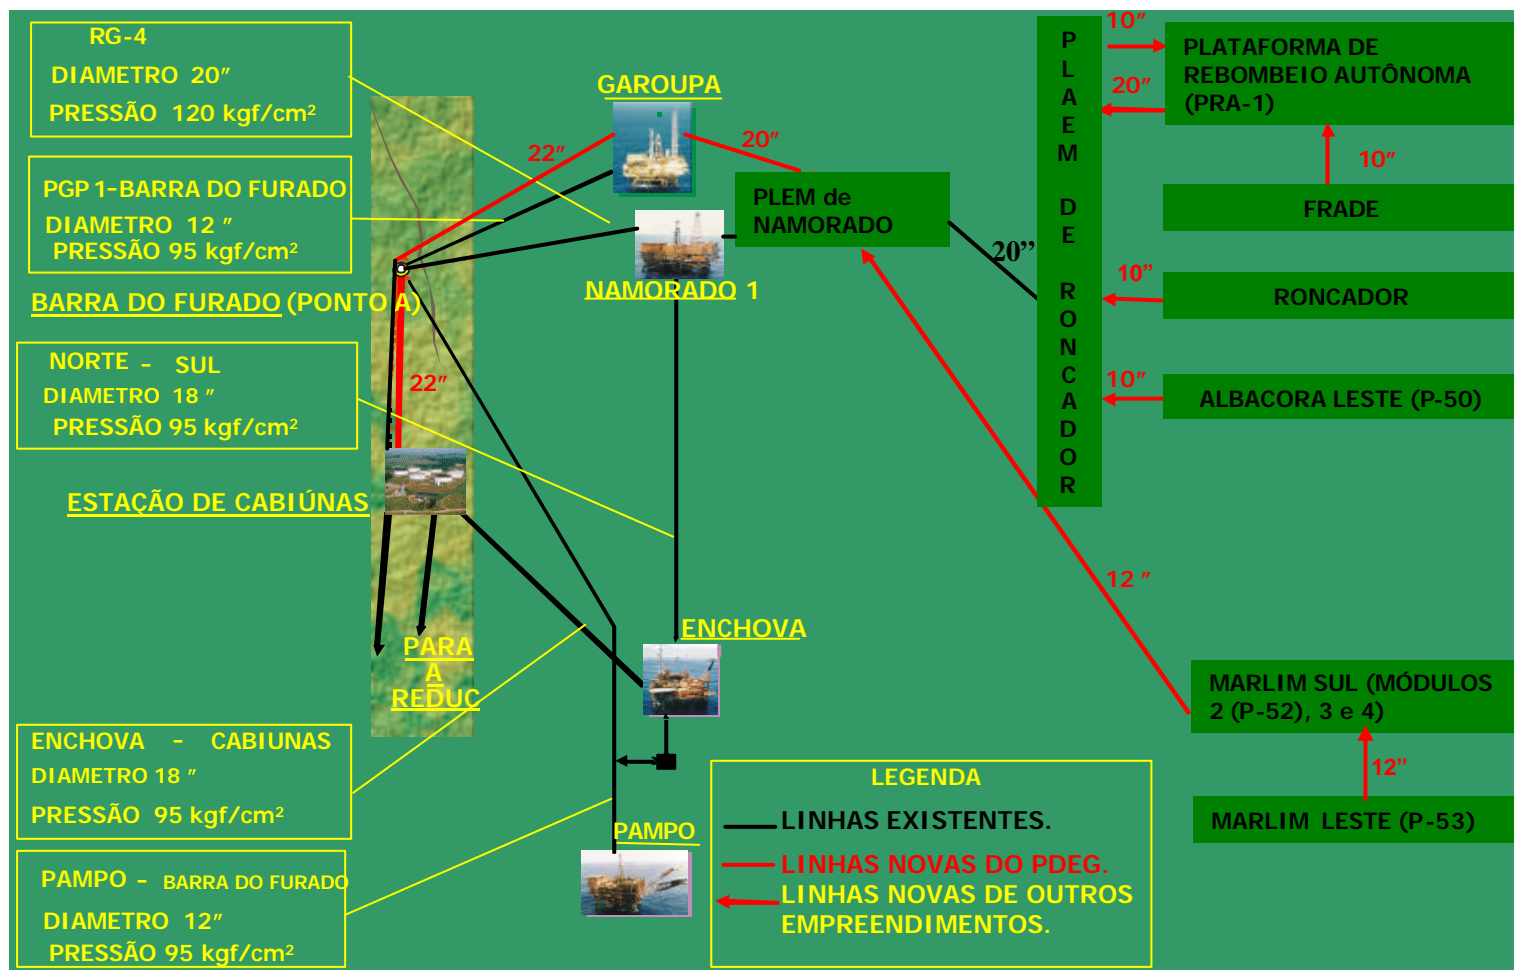 RG-4
DIAMETRO 20”
PRESSÃO 120 kgf/cm²
PGP 1-BARRA DO FURADO
DIAMETRO 12 ”
PRESSÃO 95 kgf/cm²
BARRA DO FURADO (PONTO A)
NORTE - SUL
DIAMETRO 18 ”
PRESSÃO 95 kgf/cm²
ESTAÇÃO DE CABIÚNAS
PARA
A
REDUC
ENCHOVA - CABIUNAS
DIAMETRO 18 ”
PRESSÃO 95 kgf/cm²
PAMPO - BARRA DO FURADO
DIAMETRO 12”
PRESSÃO 95 kgf/cm²
GAROUPA
22”
20”
22”
NAMORADO 1
PLEM de
NAMORADO
20”
ENCHOVA
PAMPO
P
L
A
E
M
D
E
R
O
N
C
A
D
O
R
10”
PLATAFORMA DE
REBOMBEIO AUTÔNOMA
(PRA-1)
20”
10”
FRADE
10”
RONCADOR
10”
ALBACORA LESTE (P-50)
12 ”
MARLIM SUL (MÓDULOS
2 (P-52), 3 e 4)
12”
MARLIM LESTE (P-53)
LEGENDA
LINHAS EXISTENTES.
LINHAS NOVAS DO PDEG.
LINHAS NOVAS DE OUTROS
EMPREENDIMENTOS.